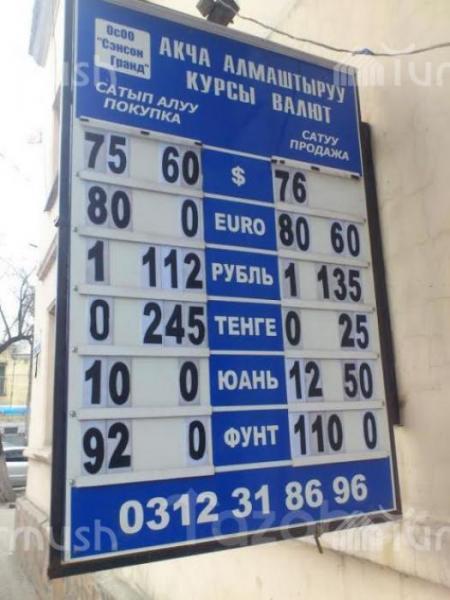 ОсОО
"Сэнсон
Гранд"
АКЧА АЛМАШТЫРУУ
КУРСЫ ВАЛЮТ
САТЫП АЛУУ
ПОКУПКА
САТУУ
ПРОДАЖА
75 60 $ 76
80 0 EURO 80 60
1 112 РУБЛЬ 1 135
0 245 ТЕНГЕ 0 25
10 0 ЮАНЬ 12 50
92 0 ФУНТ 110 0
0312 31 86 96